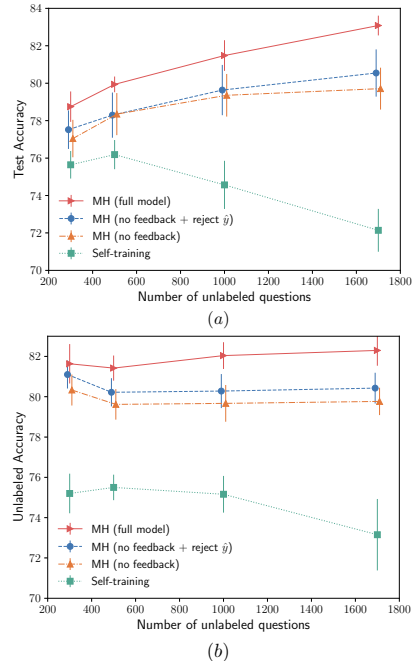 84
82
80
78
76
74
72
70
Test Accuracy
MH (full model)
MH (no feedback + reject ŷ)
MH (no feedback)
Self-training
200 400 600 800 1000 1200 1400 1600 1800
Number of unlabeled questions
(a)
82
80
78
76
74
72
70
Unlabeled Accuracy
MH (full model)
MH (no feedback + reject ŷ)
MH (no feedback)
Self-training
200 400 600 800 1000 1200 1400 1600 1800
Number of unlabeled questions
(b)